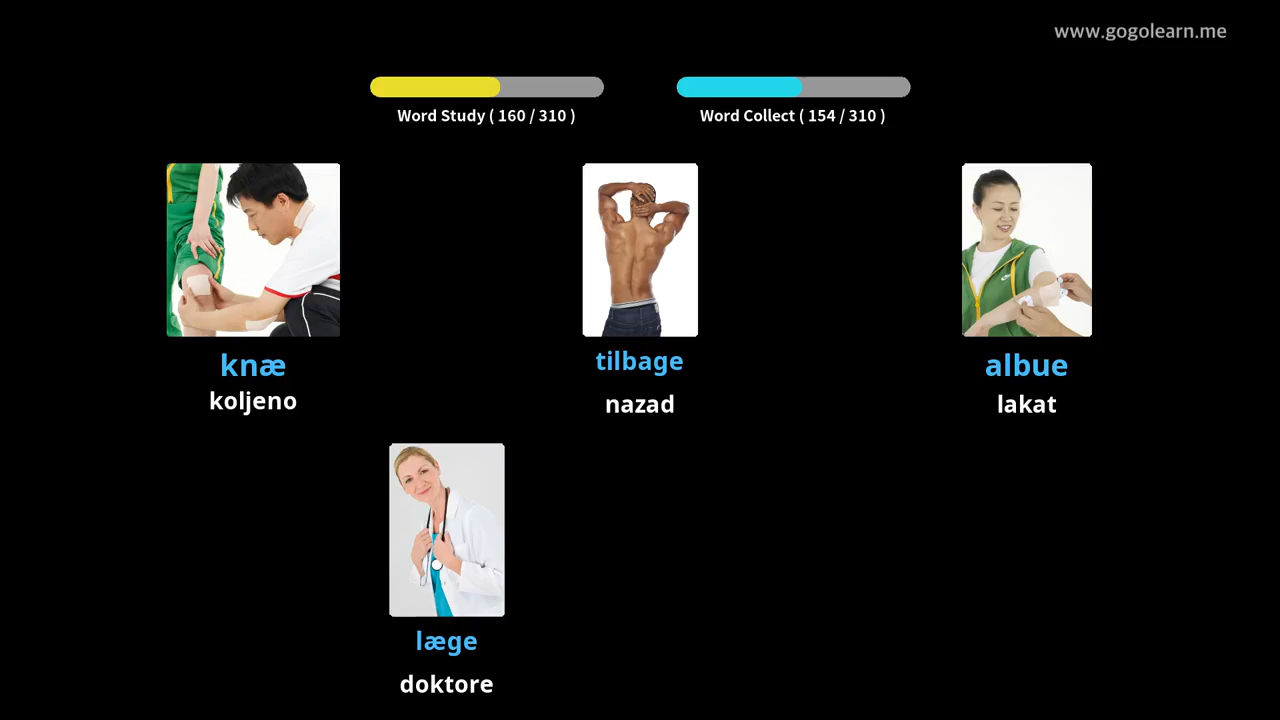 www.gogolearn.me
Word Study ( 160 / 310 )
Word Collect ( 154 / 310 )
knæ
koljeno
tilbage
nazad
albue
lakat
læge
doktore